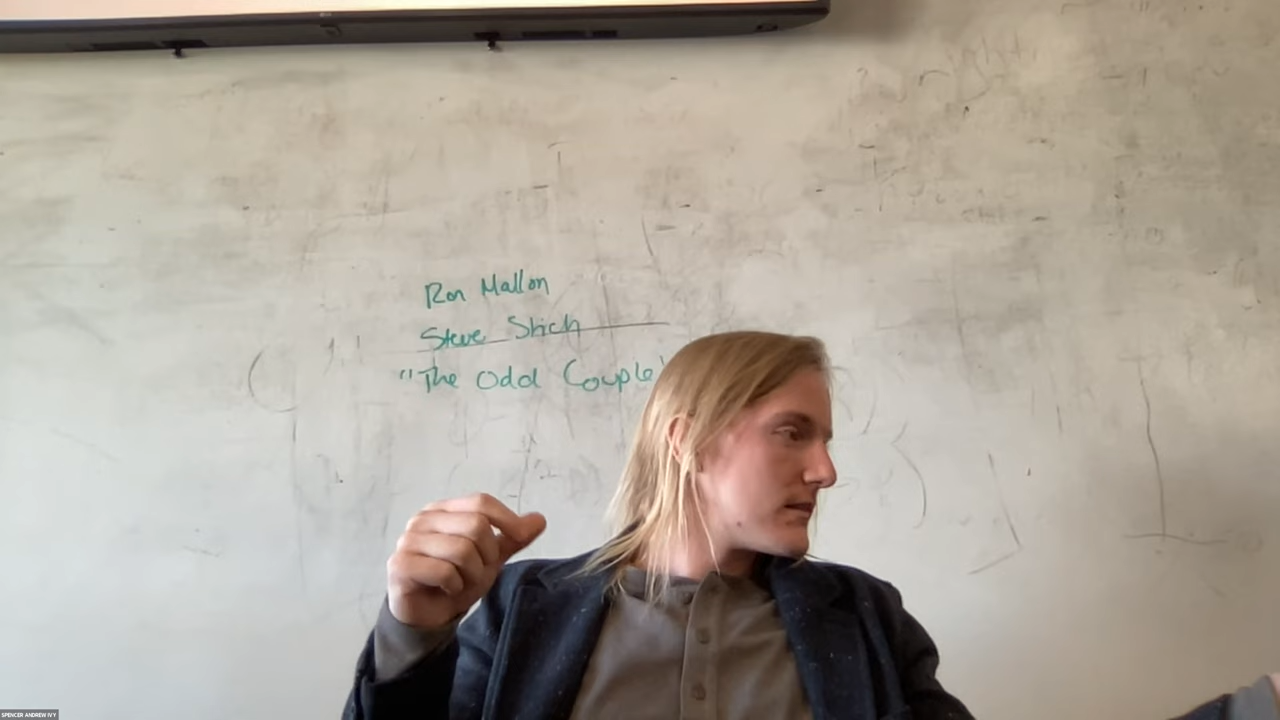 Ron Mallon
Steve Stich
"The Odd Couple"
SPENCER ANDREW IVY